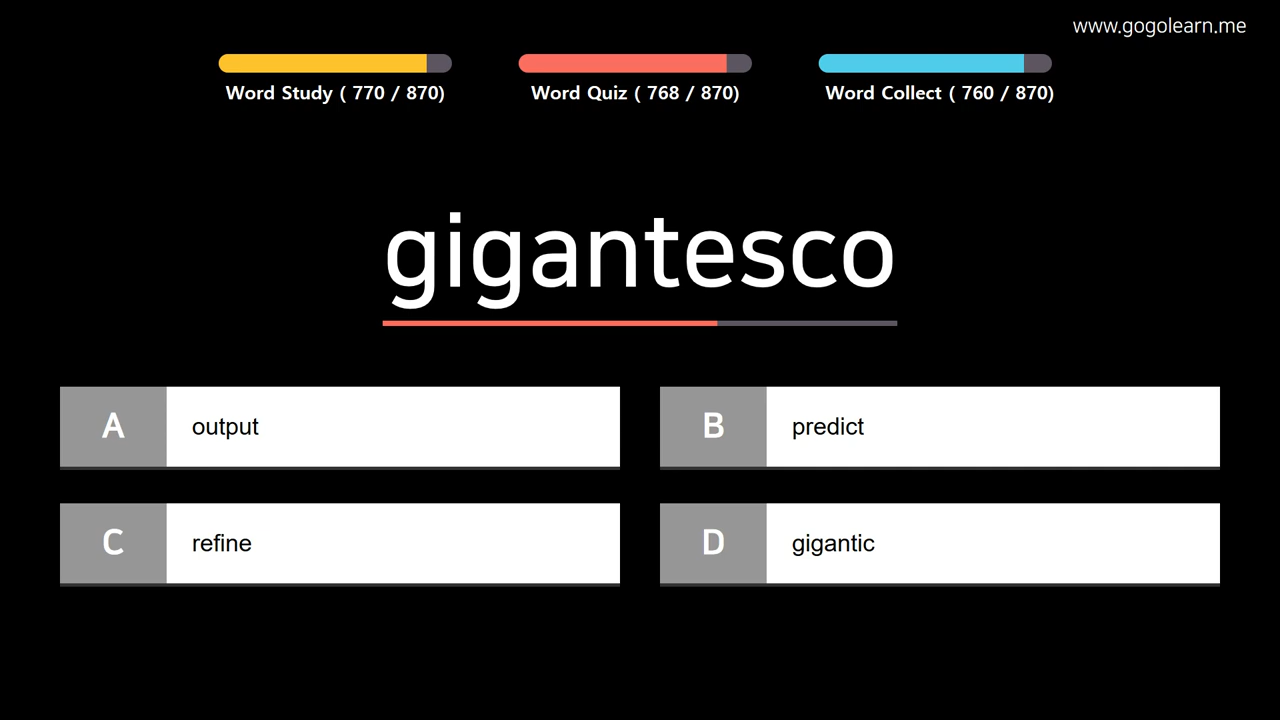 www.gogolearn.me
Word Study ( 770 / 870)
Word Quiz ( 768 / 870)
Word Collect ( 760 / 870)
gigantesco
A output
B predict
C refine
D gigantic